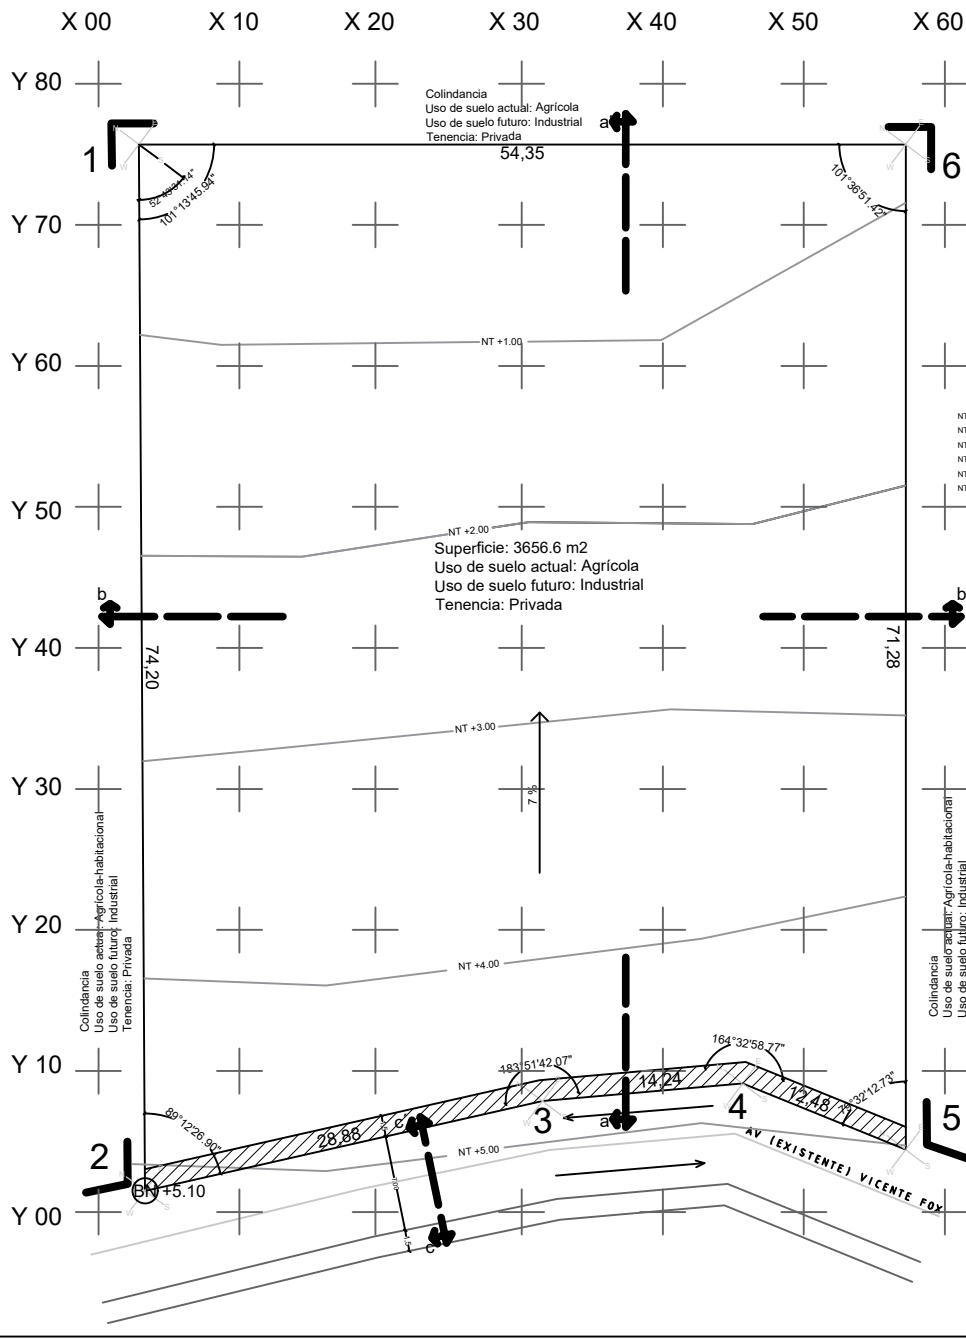 X 00 X 10 X 20 X 30 X 40 X 50 X 60
Y 80
Colindancia
Uso de suelo actual: Agrícola
Uso de suelo futuro: Industrial
Tenencia: Privada
a
1
54,35
6
101°13'45.94"
101°36'51.42"
Y 70
NT +1.00
Y 60
NT
NT
NT
NT
NT
NT
Y 50
NT +2.00
Superficie: 3656.6 m2
Uso de suelo actual: Agrícola
Uso de suelo futuro: Industrial
Tenencia: Privada
b
b
Y 40
74,20
71,28
NT +3.00
Y 30
7 %
Colindancia
Uso de suelo actual: Agrícola-habitacional
Uso de suelo futuro: Industrial
Tenencia: Privada
Colindancia
Uso de suelo actual: Agrícola-habitacional
Uso de suelo futuro: Industrial
Y 20
NT +4.00
Y 10
183°51'42.07"
164°32'58.77"
14,24
12,48
89°12'26.90"
28,88
c
3
4
a
5
2
NT +5.00
AV (EXISTENTE) VICENTE FOX
BN +5.10
Y 00
c